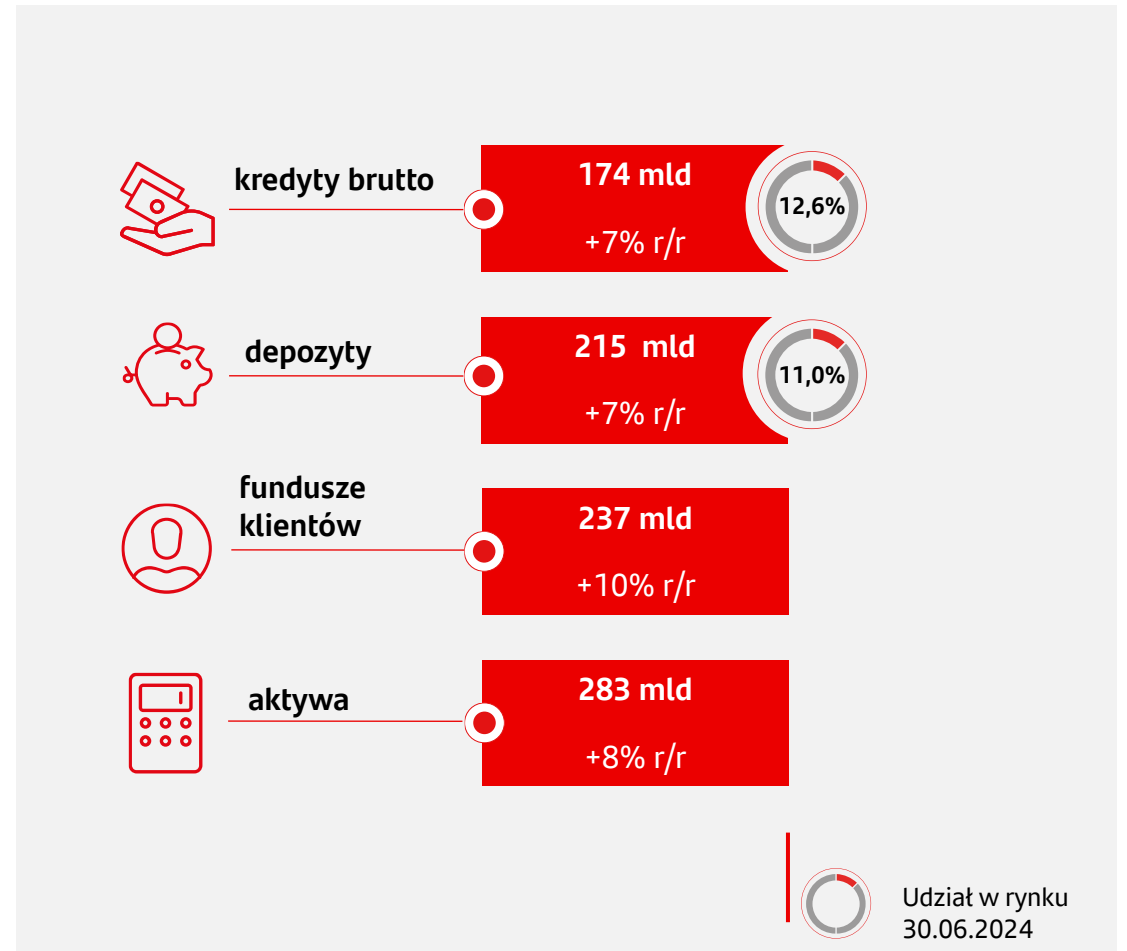 kredyty brutto
174 mld
+7% r/r
12,6%
depozyty
215 mld
+7% r/r
11,0%
fundusze
klientów
237 mld
+10% r/r
aktywa
283 mld
+8% r/r
Udział w rynku
30.06.2024